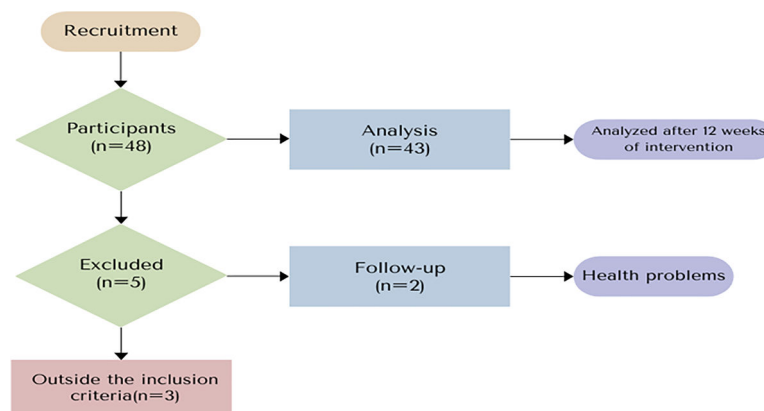 Recruitment
Participants
(n=48)
Analysis
(n=43)
Analyzed after 12 weeks
of intervention
Excluded
(n=5)
Follow-up
(n=2)
Health problems
Outside the inclusion
criteria(n=3)